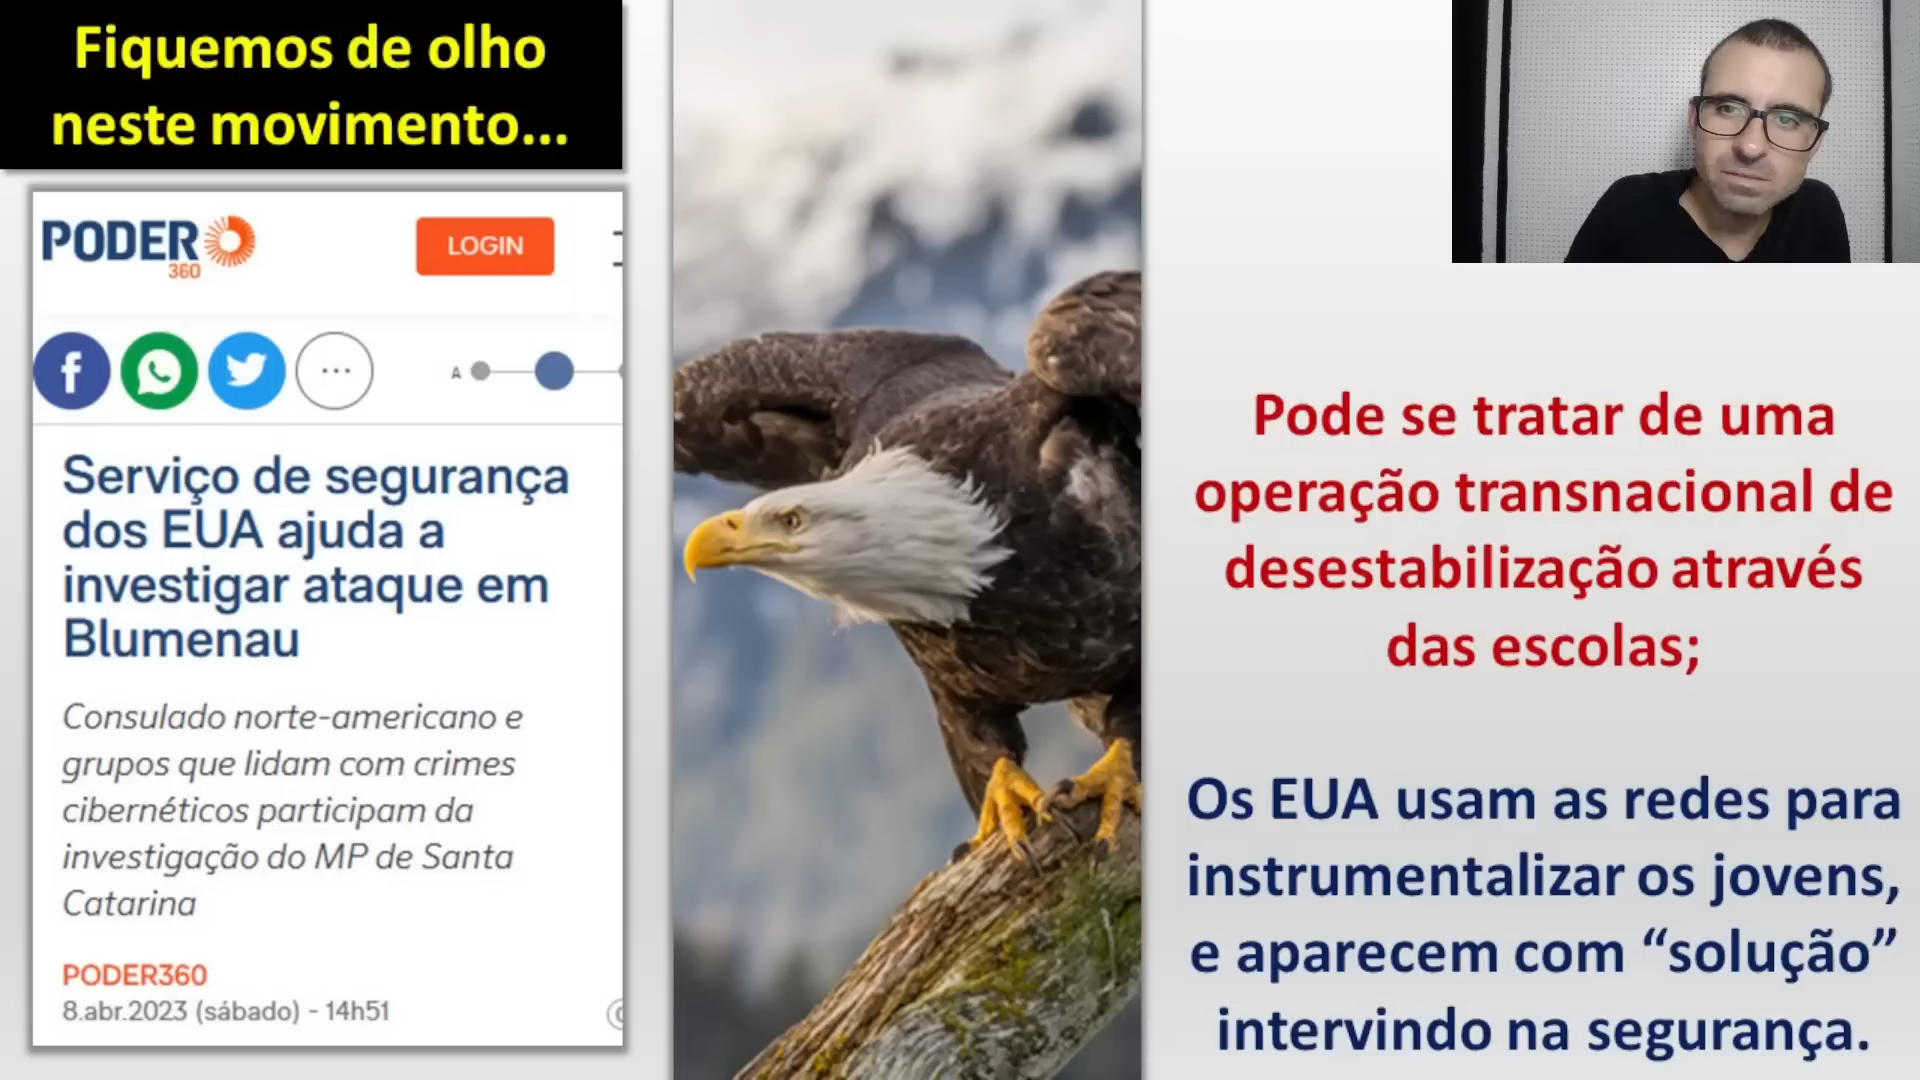 Fiquemos de olho
neste movimento...
PODER
360
LOGIN
A
Serviço de segurança
dos EUA ajuda a
investigar ataque em
Blumenau
Consulado norte-americano e
grupos que lidam com crimes
cibernéticos participam da
investigação do MP de Santa
Catarina
PODER360
8.abr.2023 (sábado) - 14h51
Pode se tratar de uma
operação transnacional de
desestabilização através
das escolas;
Os EUA usam as redes para
instrumentalizar os jovens,
e aparecem com “solução”
intervindo na segurança.